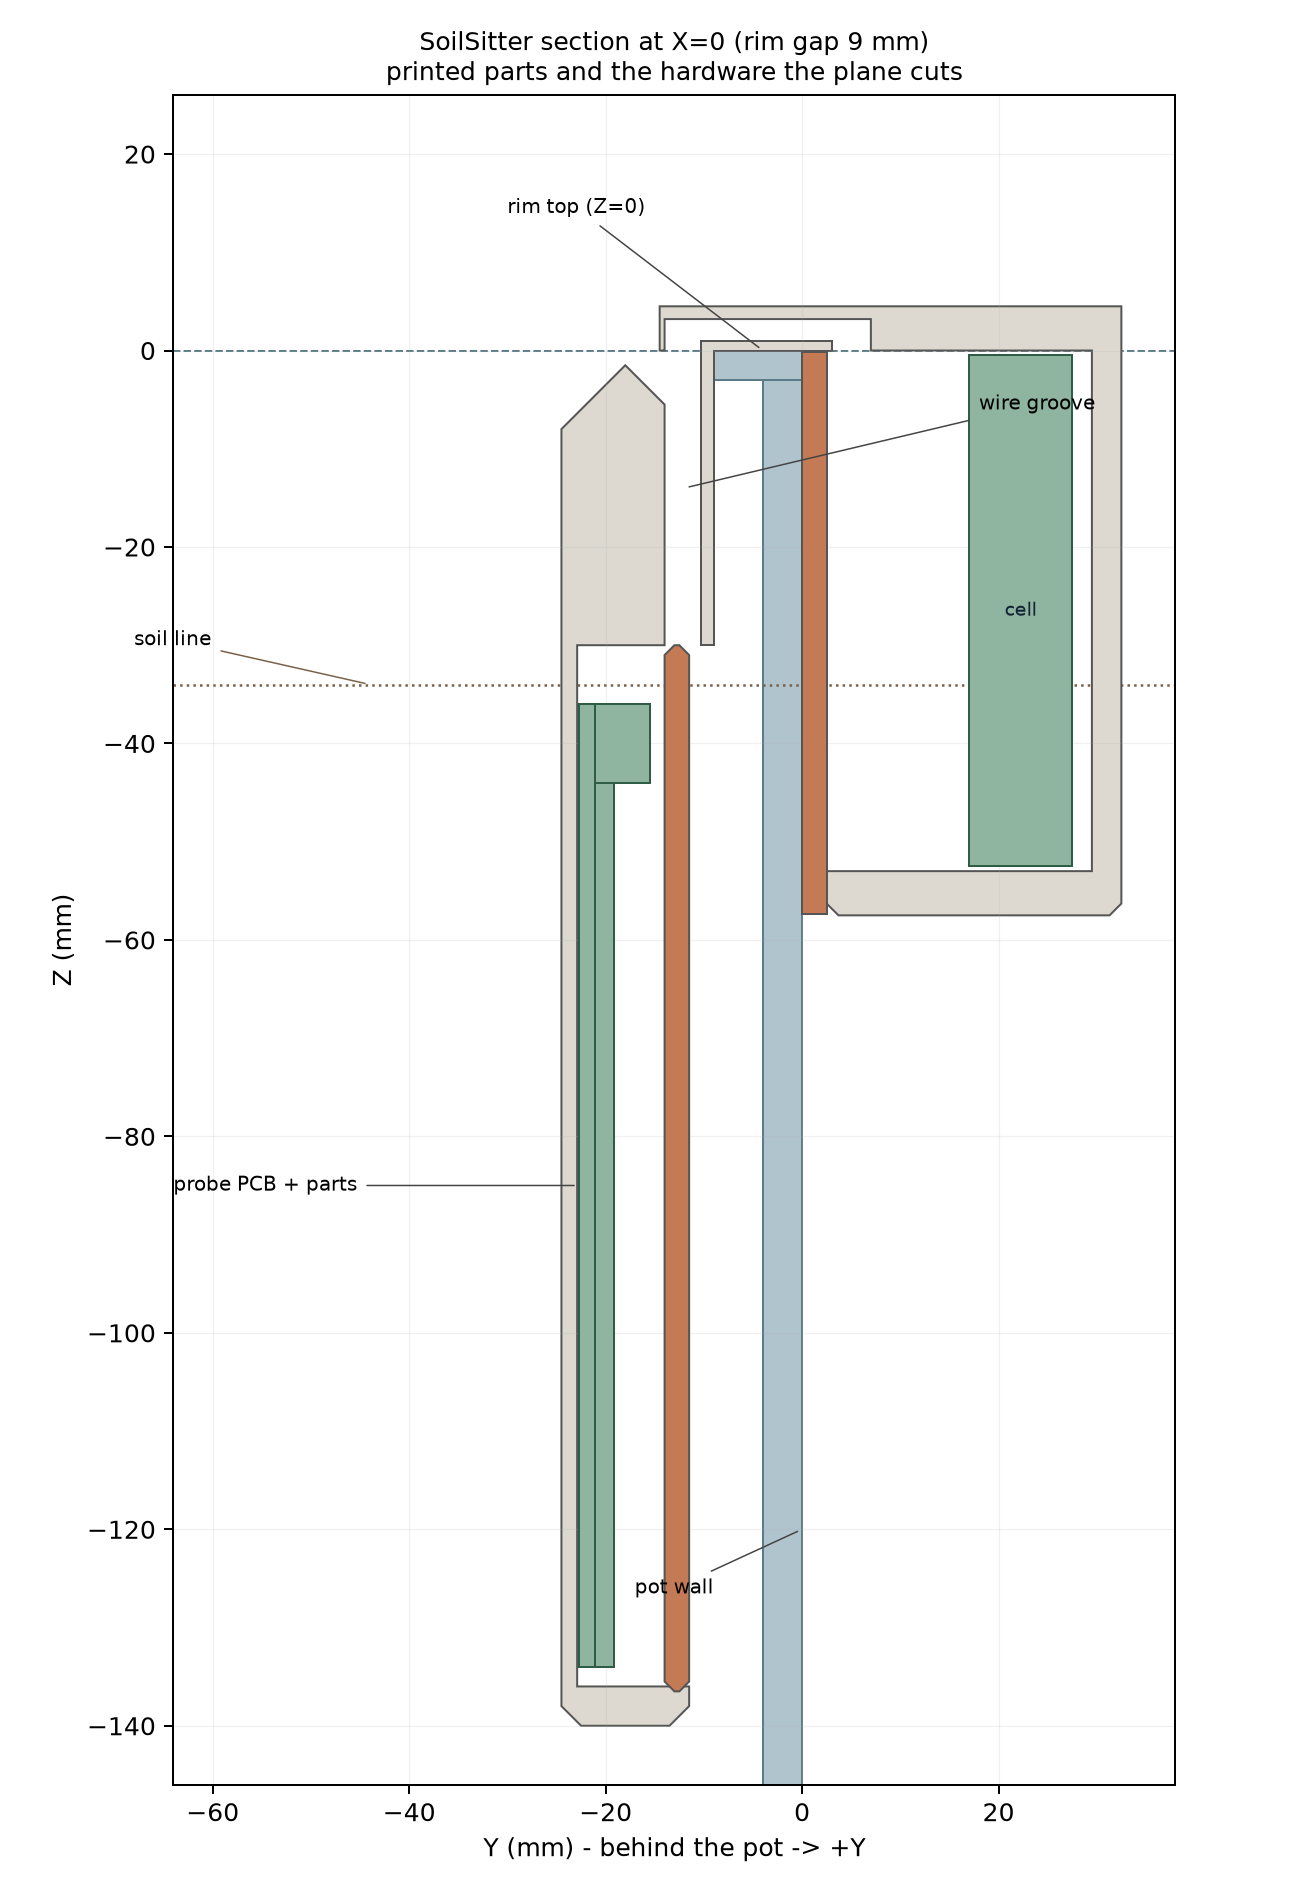 SoilSitter section at X=0 (rim gap 9 mm)
printed parts and the hardware the plane cuts
20
rim top (Z=0)
0
wire groove
−20
cell
soil line
−40
−60
Z (mm)
−80
probe PCB + parts
−100
−120
pot wall
−140
−60
−40
−20
0
20
Y (mm) - behind the pot -> +Y